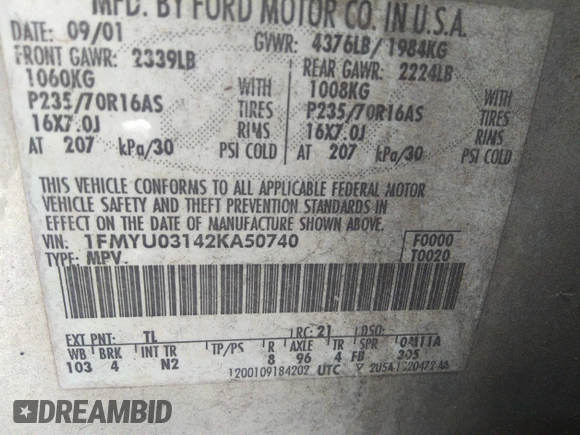 MFD. BY FORD MOTOR CO. IN U.S.A.
DATE: 09/01 GVWR: 4376LB/ 1984KG
FRONT GAWR: 2339LB REAR GAWR: 2224LB
1060KG WITH 1008KG WITH
P235/70R16AS TIRES P235/70R16AS TIRES
16X7.0J RIMS 16X7.0J RIMS
AT 207 kPa/30 PSI COLD AT 207 kPa/30 PSI COLD
THIS VEHICLE CONFORMS TO ALL APPLICABLE FEDERAL MOTOR
VEHICLE SAFETY AND THEFT PREVENTION STANDARDS IN
EFFECT ON THE DATE OF MANUFACTURE SHOWN ABOVE.
VIN: 1FMYU03142KA50740 F0000
TYPE: MPV T0020
EXT PNT: TL RC: 21 DSO:
WB BRK INT TR TP/PS R AXLE TR SPR
103 4 N2 8 96 4 FB 305
1200109184202 UTC
DREAMBID DREAMBID.COM